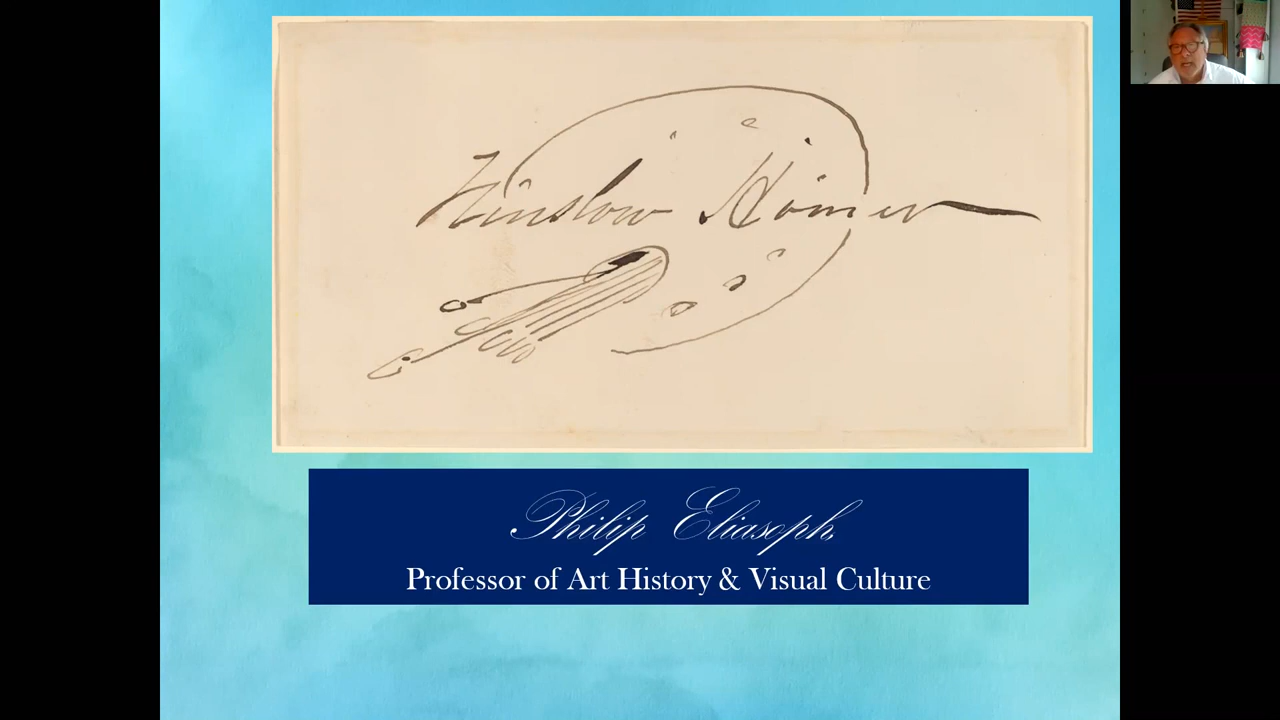 Winslow Homer
Philip Eliasoph,
Professor of Art History & Visual Culture